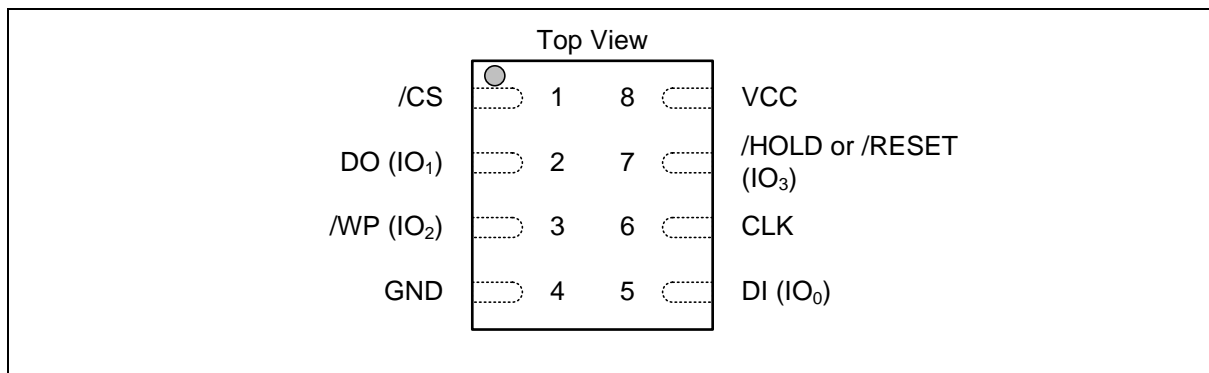 Top View
/CS 1 8 VCC
DO (IO₁) 2 7 /HOLD or /RESET
(IO₃)
/WP (IO₂) 3 6 CLK
GND 4 5 DI (IO₀)